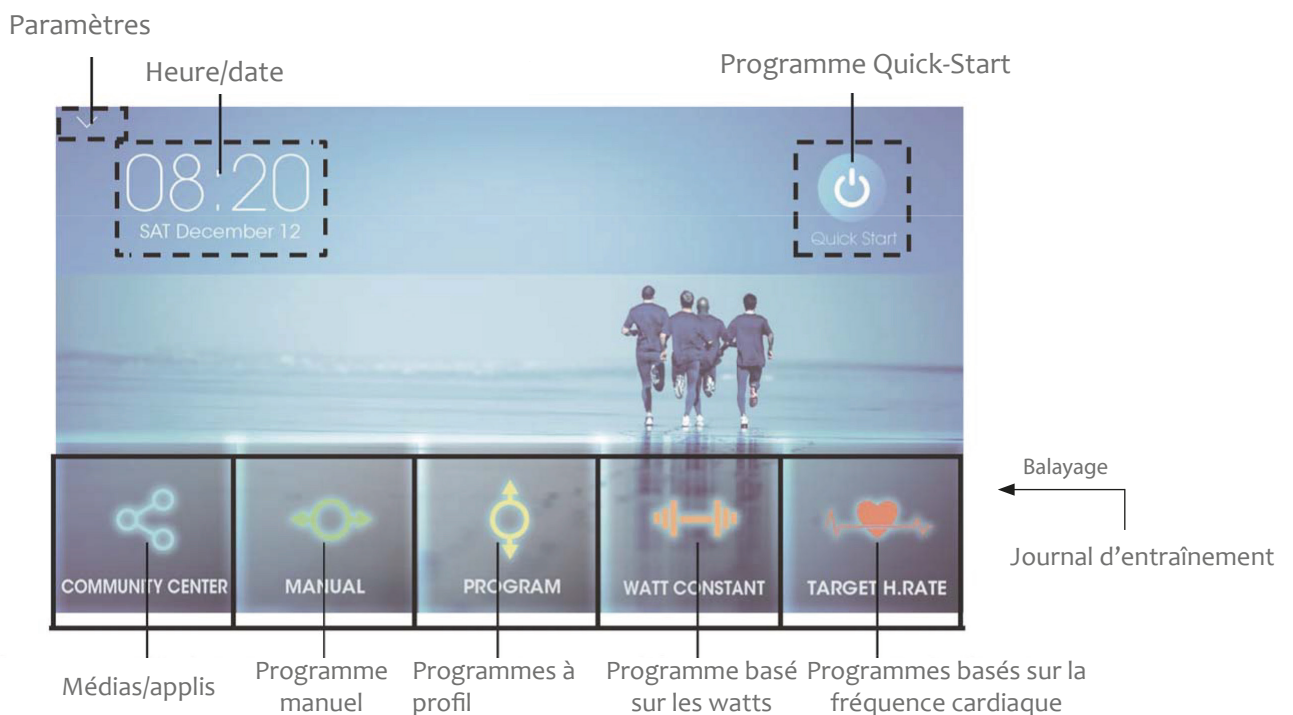 Paramètres
Heure/date
Programme Quick-Start
08:20
SAT December 12
Quick Start
Balayage
Journal d’entraînement
COMMUNITY CENTER
MANUAL
PROGRAM
WATT CONSTANT
TARGET H.RATE
Médias/applis
Programme
manuel
Programmes à
profil
Programme basé
sur les watts
Programmes basés sur la
fréquence cardiaque